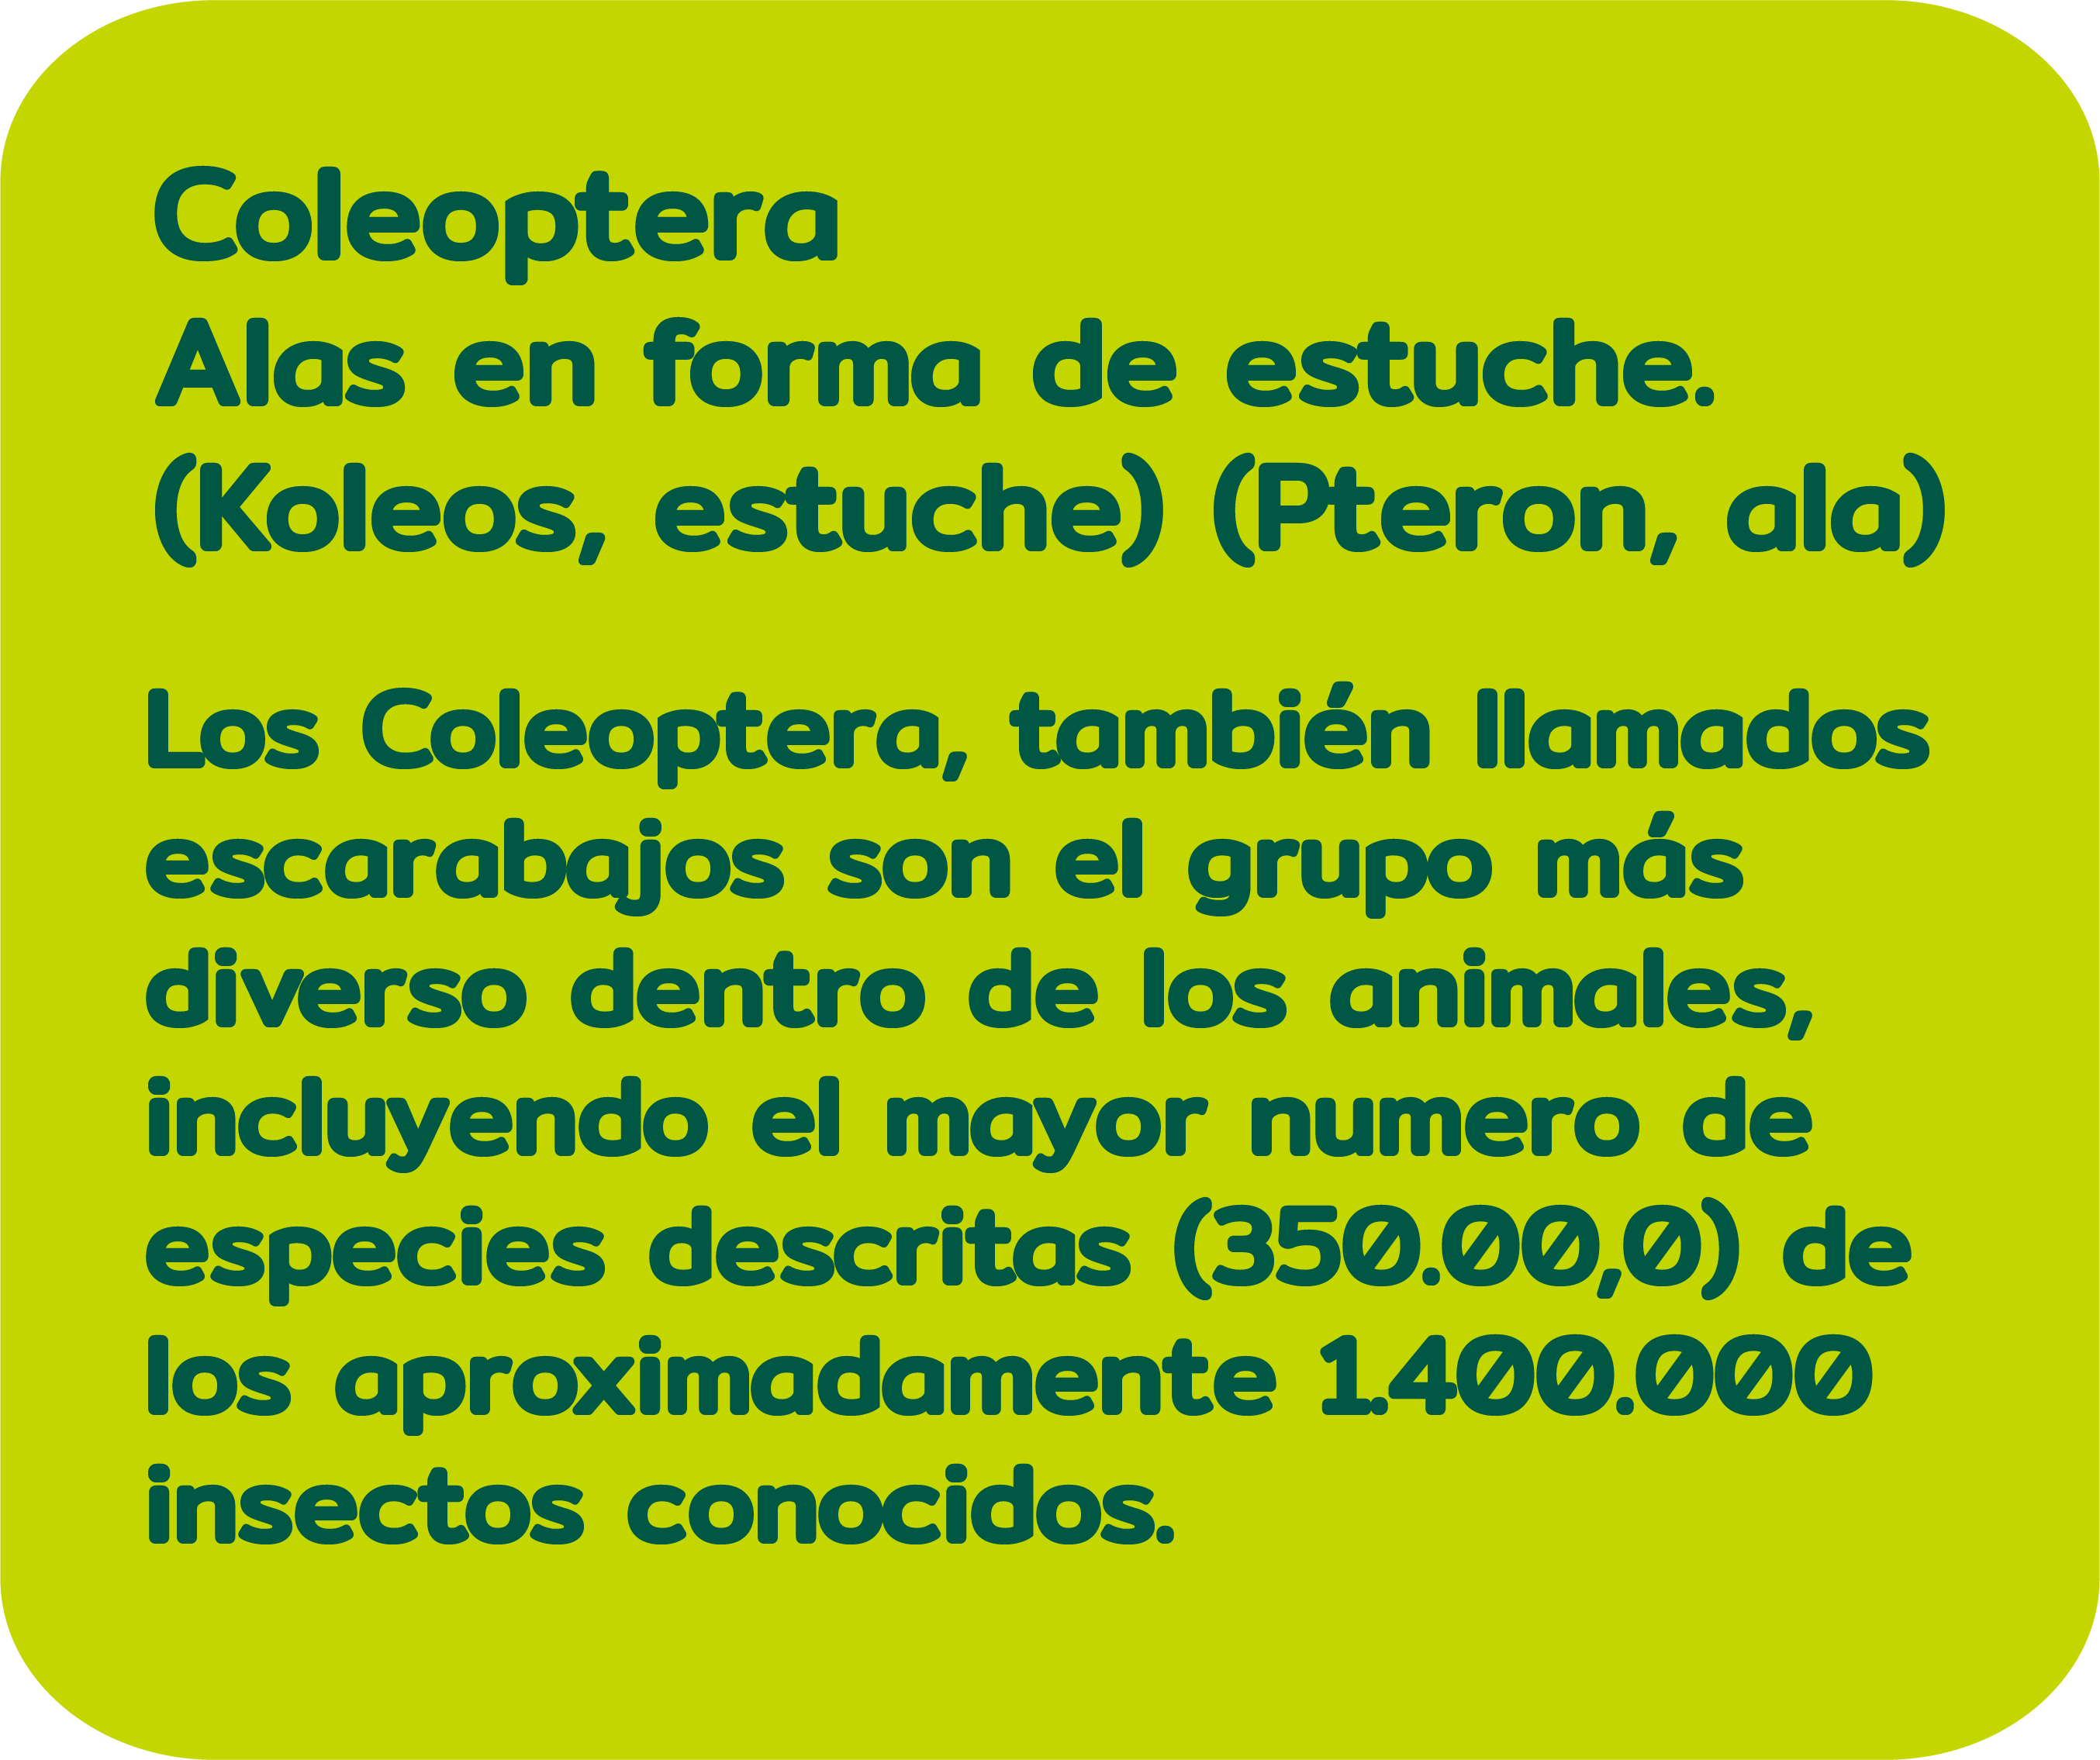 Coleoptera
Alas en forma de estuche.
(Koleos, estuche) (Pteron, ala)
Los Coleoptera, también llamados
escarabajos son el grupo más
diverso dentro de los animales,
incluyendo el mayor numero de
especies descritas (350.000,0) de
los aproximadamente 1.400.000
insectos conocidos.